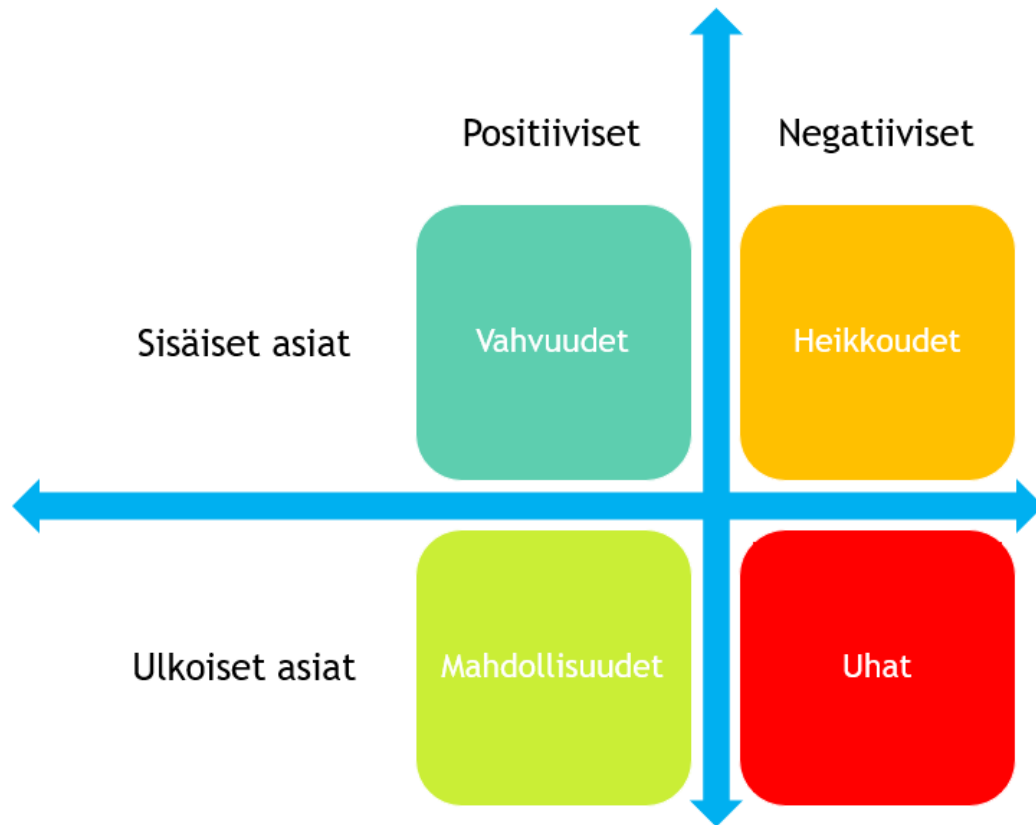 Positiiviset
Negatiiviset
Sisäiset asiat
Vahvuudet
Heikkoudet
Ulkoiset asiat
Mahdollisuudet
Uhat